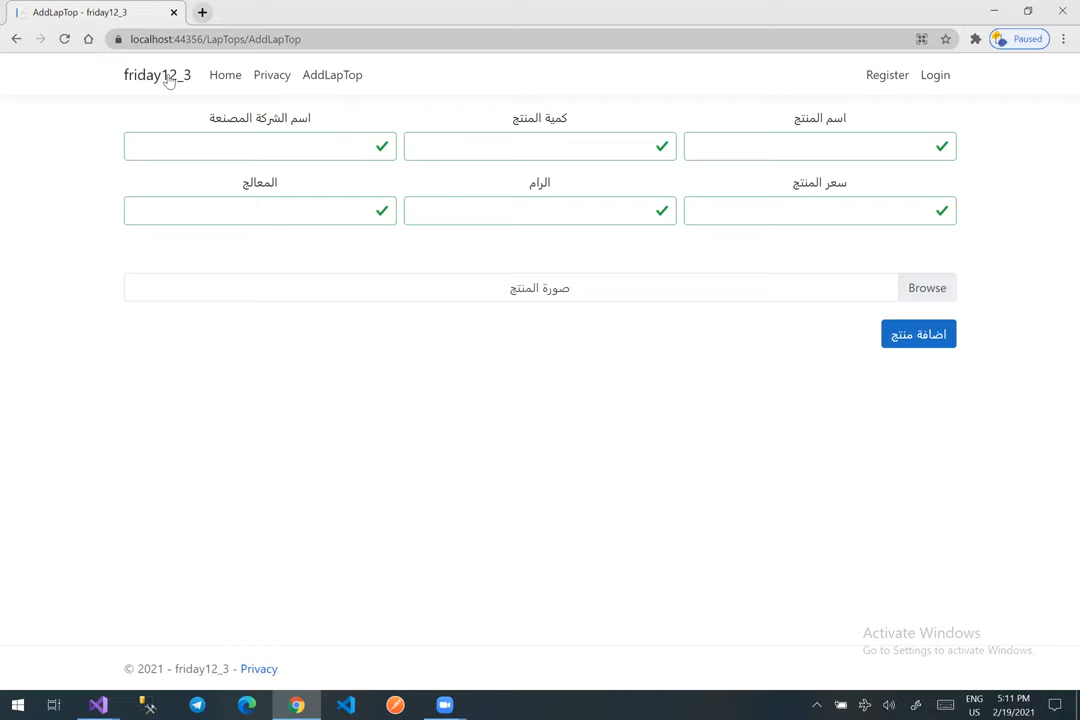 AddLapTop - friday12_3
localhost:44356/LapTops/AddLapTop
Paused
friday12_3 Home Privacy AddLapTop Register Login
اسم المنتج
كمية المنتج
اسم الشركة المصنعة
سعر المنتج
الرام
المعالج
صورة المنتج
Browse
اضافة منتج
Activate Windows
Go to Settings to activate Windows.
© 2021 - friday12_3 - Privacy
ENG
US
5:11 PM
2/19/2021